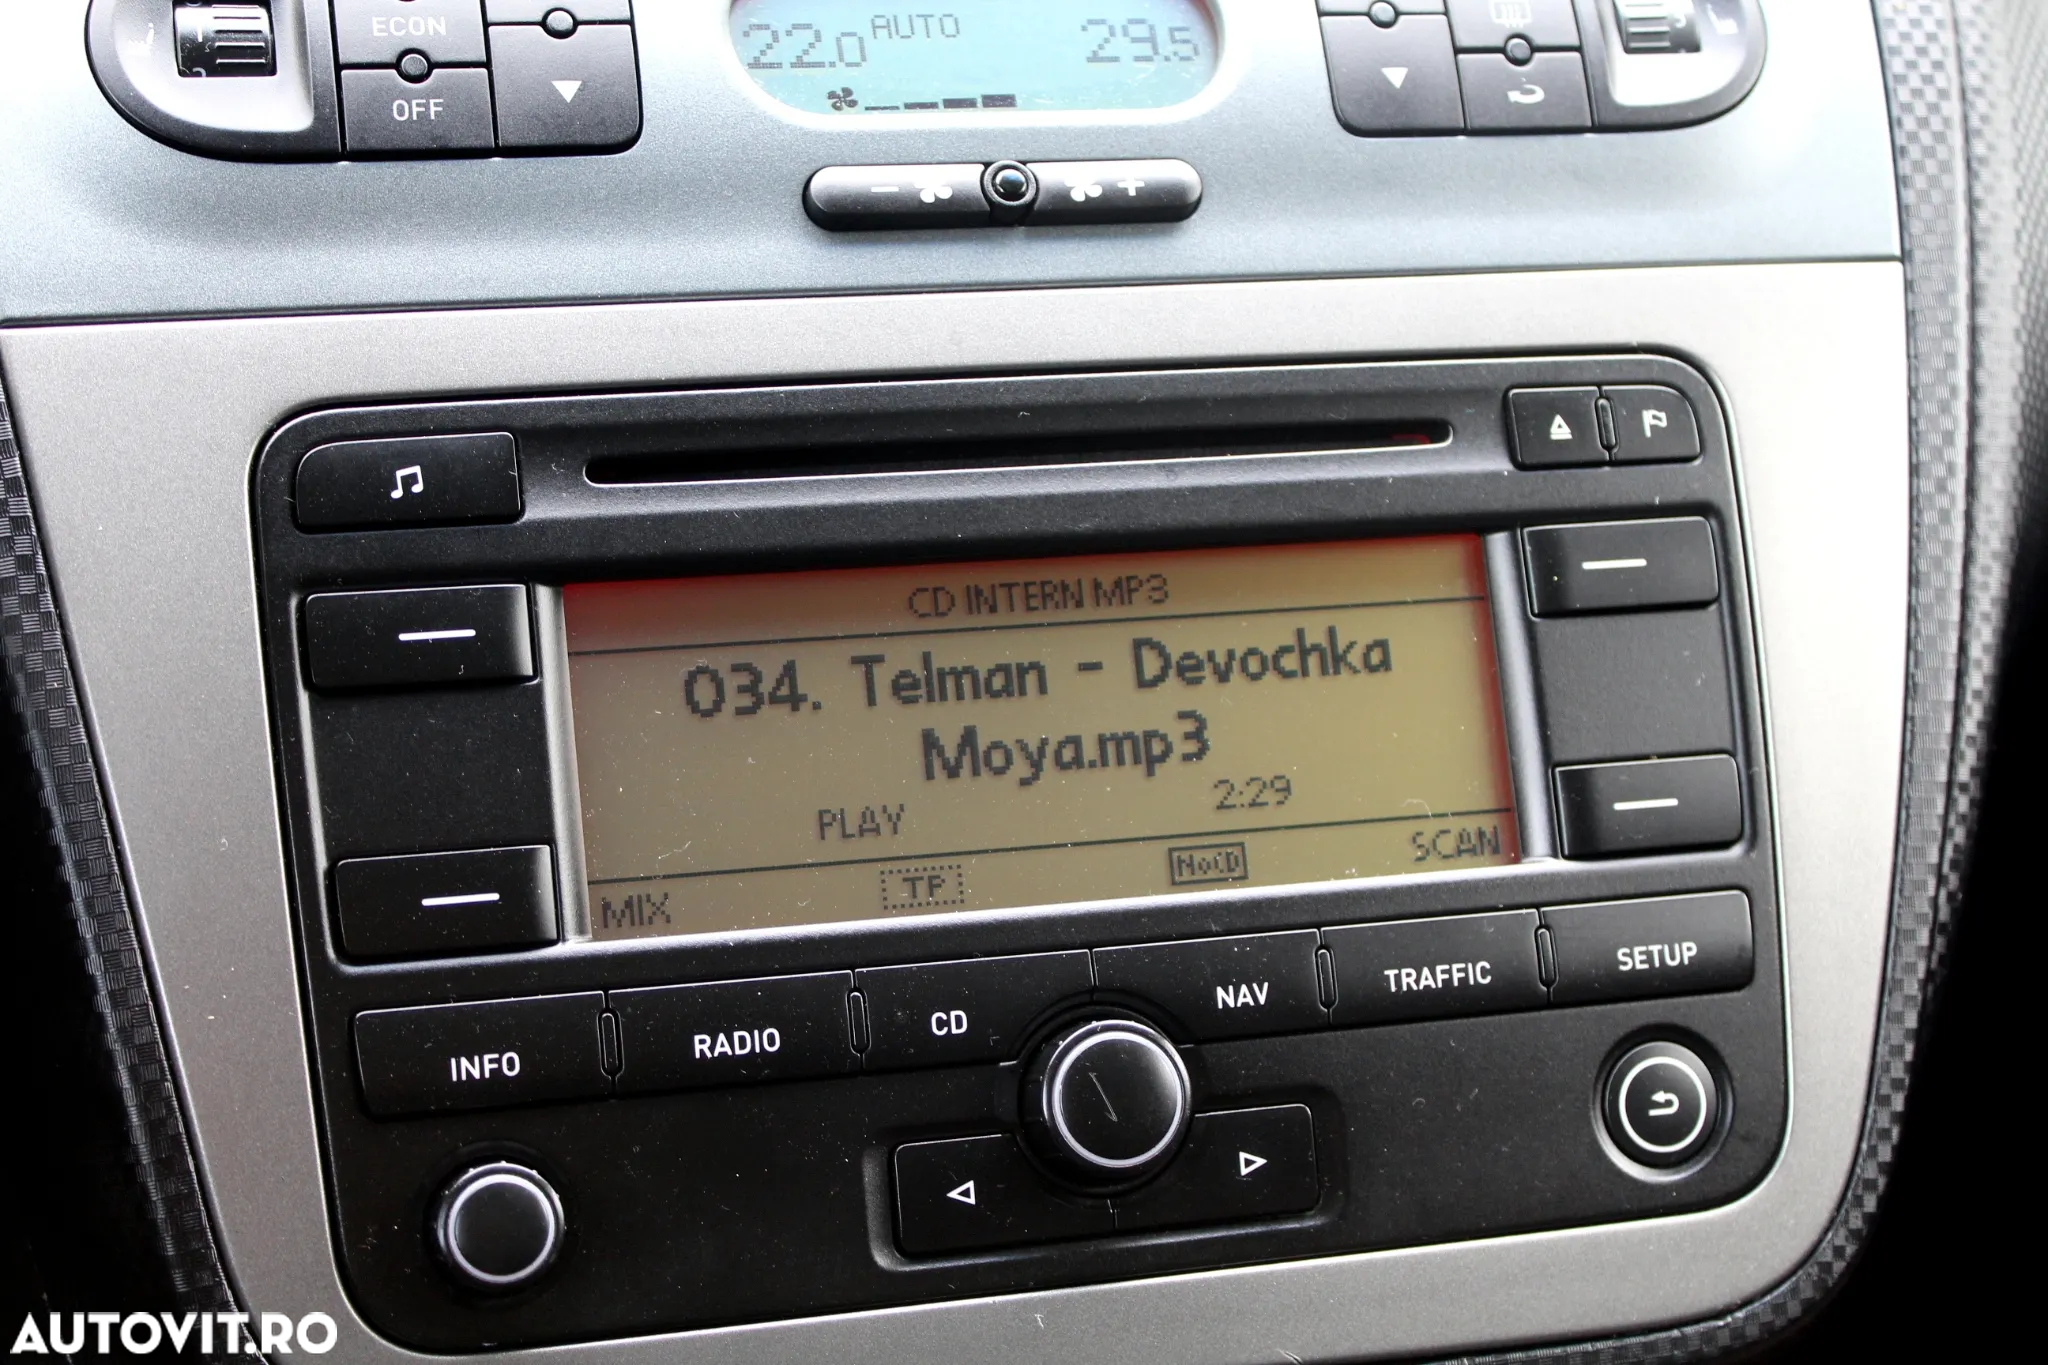 ECON
OFF
22.0 AUTO 29.5
- +
CD INTERN MP3
034. Telman - Devochka
Moya.mp3
PLAY 2:29
MIX TP NoCD SCAN
INFO RADIO CD NAV TRAFFIC SETUP
AUTOVIT.RO